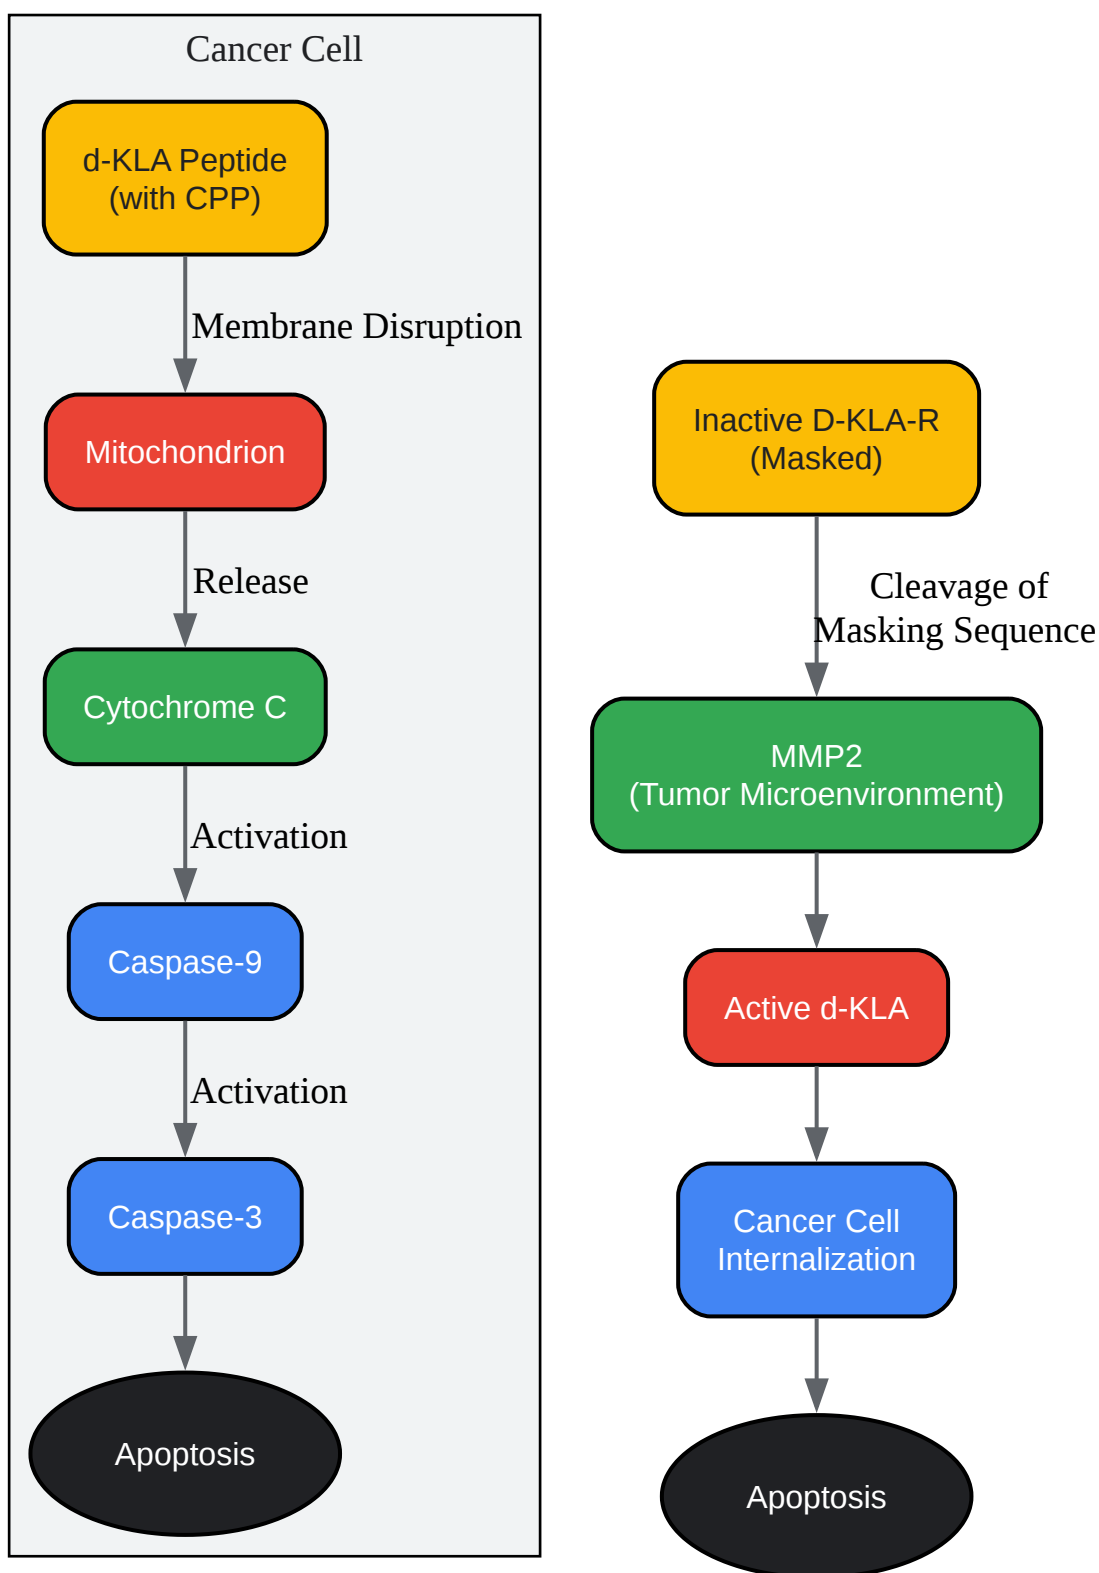 Cancer Cell
d-KLA Peptide
(with CPP)
Membrane Disruption
Mitochondrion
Release
Cytochrome C
Activation
Caspase-9
Activation
Caspase-3
Apoptosis
Inactive D-KLA-R
(Masked)
Cleavage of
Masking Sequence
MMP2
(Tumor Microenvironment)
Active d-KLA
Cancer Cell
Internalization
Apoptosis